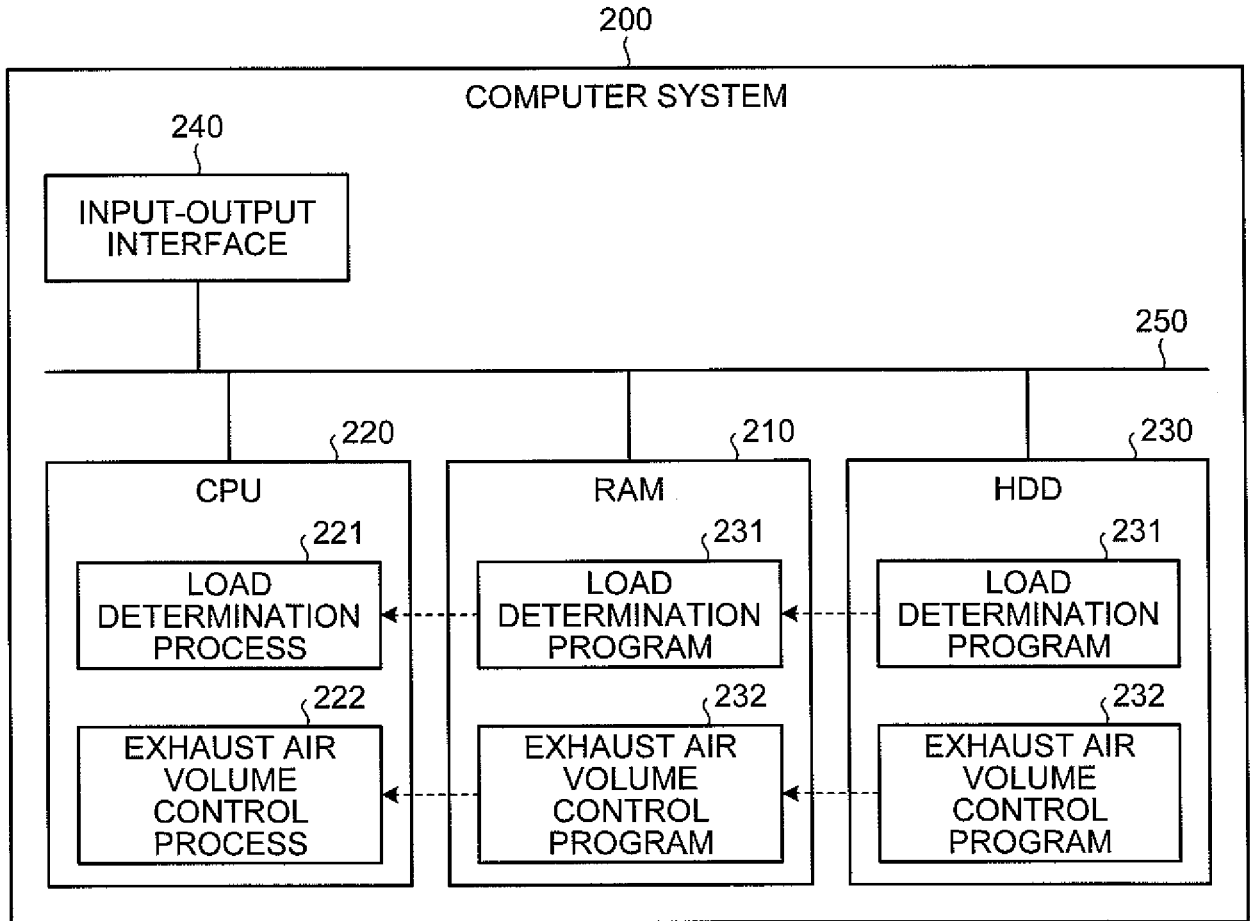 200
COMPUTER SYSTEM
240
INPUT-OUTPUT
INTERFACE
250
220
CPU
221
LOAD
DETERMINATION
PROCESS
222
EXHAUST AIR
VOLUME
CONTROL
PROCESS
210
RAM
231
LOAD
DETERMINATION
PROGRAM
232
EXHAUST AIR
VOLUME
CONTROL
PROGRAM
230
HDD
231
LOAD
DETERMINATION
PROGRAM
232
EXHAUST AIR
VOLUME
CONTROL
PROGRAM